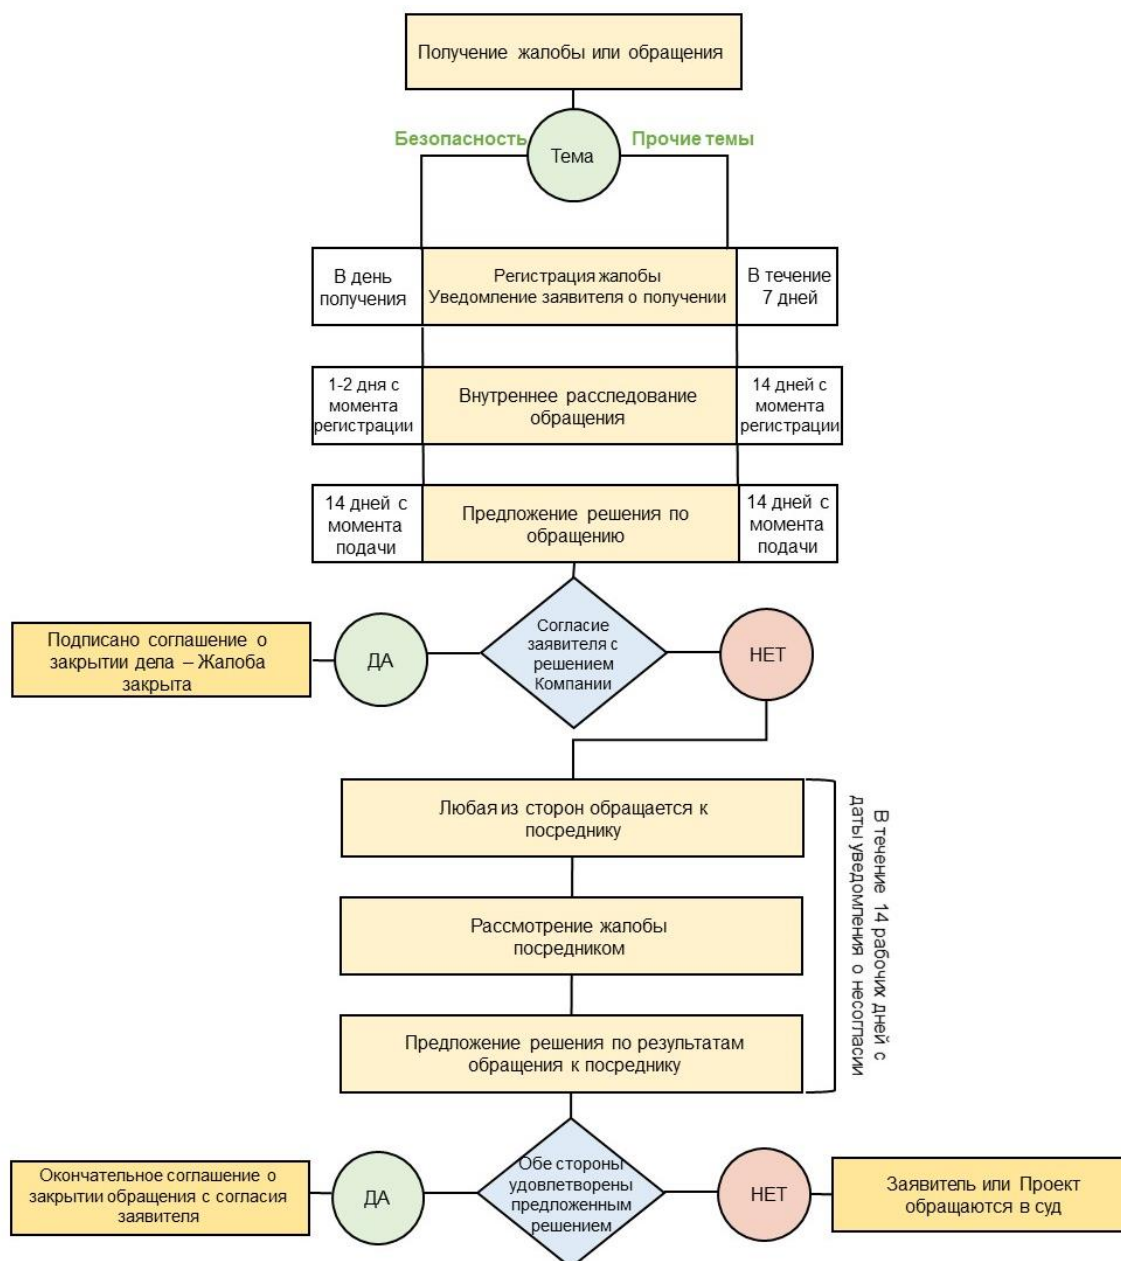 Получение жалобы или обращения
Безопасность
Тема
Прочие темы
В день
получения
Регистрация жалобы
Уведомление заявителя о получении
В течение
7 дней
1-2 дня с
момента
регистрации
Внутреннее расследование
обращения
14 дней с
момента
регистрации
14 дней с
момента
подачи
Предложение решения по
обращению
14 дней с
момента
подачи
Подписано соглашение о
закрытии дела – Жалоба
закрыта
ДА
Согласие
заявителя с
решением
Компании
НЕТ
Любая из сторон обращается к
посреднику
Рассмотрение жалобы
посредником
Предложение решения по результатам
обращения к посреднику
В течение 14 рабочих дней с
даты уведомления о несогласии
Окончательное соглашение о
закрытии обращения с согласия
заявителя
ДА
Обе стороны
удовлетворены
предложенным
решением
НЕТ
Заявитель или Проект
обращаются в суд